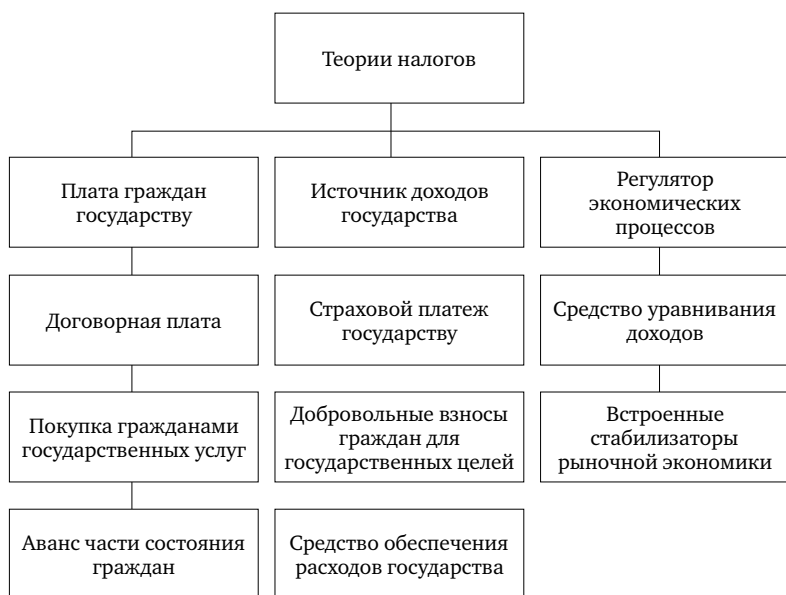 Теории налогов
Плата граждан
государству
Источник доходов
государства
Регулятор
экономических
процессов
Договорная плата
Страховой платеж
государству
Средство уравнивания
доходов
Покупка гражданами
государственных услуг
Добровольные взносы
граждан для
государственных целей
Встроенные
стабилизаторы
рыночной экономики
Аванс части состояния
граждан
Средство обеспечения
расходов государства